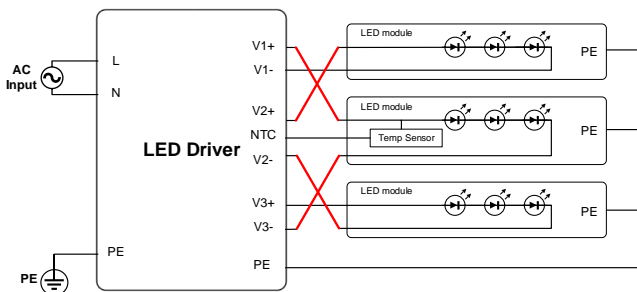 AC
Input
L
N
PE
PE
LED Driver
V1+
V1-
V2+
NTC
V2-
V3+
V3-
PE
LED module
PE
LED module
Temp Sensor
PE
LED module
PE